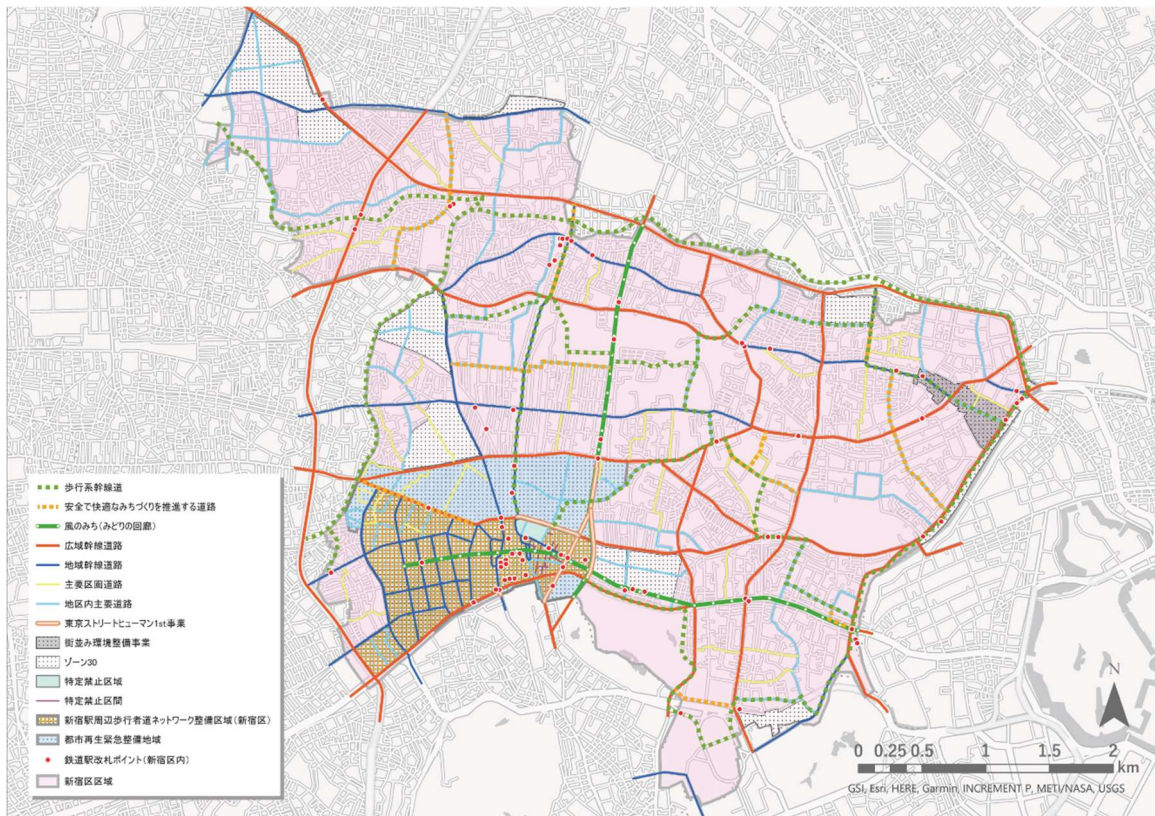 歩行系幹線道
安全で快適なみちづくりを推進する道路
風のみち(みどりの回廊)
広域幹線道路
地域幹線道路
主要区画道路
地区内主要道路
東京ストリートヒューマン1st事業
街並み環境整備事業
ゾーン30
特定禁止区域
特定禁止区間
新宿駅周辺歩行者道ネットワーク整備区域(新宿区)
都市再生緊急整備地域
鉄道駅改札ポイント(新宿区内)
新宿区区域
N
0 0.25 0.5 1 1.5 2
km
GSI, Esri, HERE, Garmin, INCREMENT P, METI/NASA, USGS